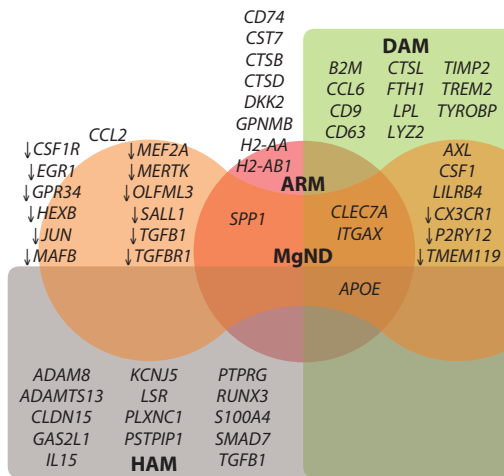 CD74
CST7
CTSB
CTSD
DKK2
GPNMB
H2-AA
H2-AB1
DAM
B2M CTSL TIMP2
CCL6 FTH1 TREM2
CD9 LPL TYROBP
CD63 LYZ2
CCL2
↓CSF1R ↓MEF2A
↓EGR1 ↓MERTK
↓GPR34 ↓OLFML3
↓HEXB ↓SALL1
↓JUN ↓TGFB1
↓MAFB ↓TGFBR1
AXL
CSF1
LILRB4
↓CX3CR1
↓P2RY12
↓TMEM119
ARM
SPP1
CLEC7A
ITGAX
MgND
APOE
ADAM8 KCNJ5 PTPRG
ADAMTS13 LSR RUNX3
CLDN15 PLXNC1 S100A4
GAS2L1 PSTPIP1 SMAD7
IL15 HAM TGFB1